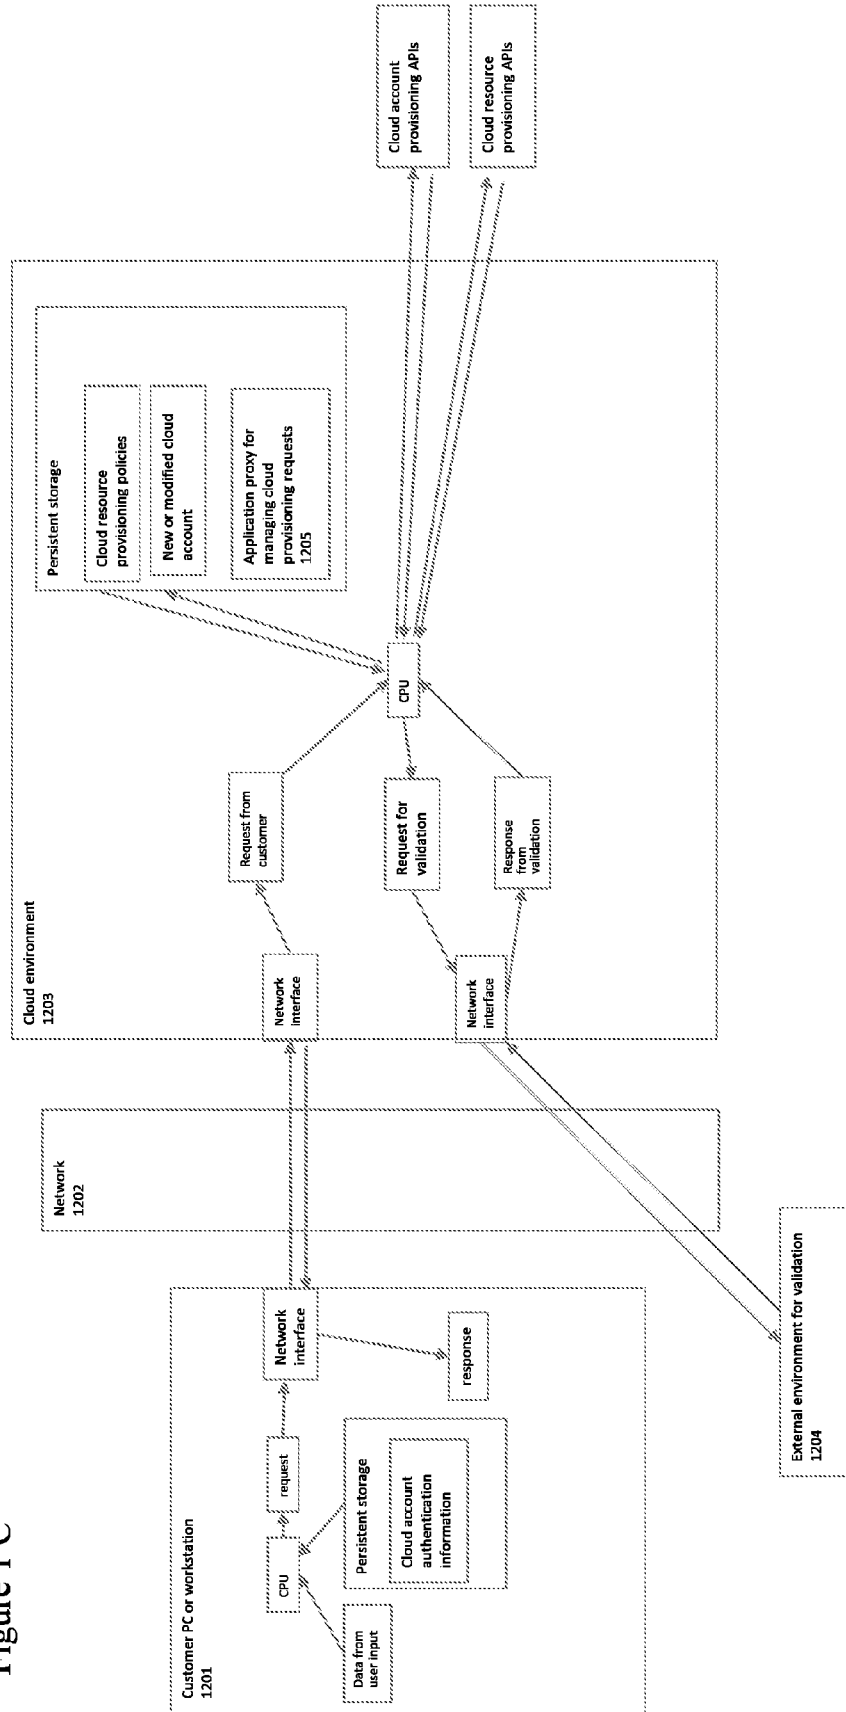 Figure 1C
Customer PC or workstation
1201
Data from
user input
CPU
request
Persistent storage
Cloud account
authentication
information
Network
interface
response
Network
1202
External environment for validation
1204
Cloud environment
1203
Network
interface
Network
interface
Request from
customer
Request for
validation
Response
from
validation
CPU
Persistent storage
Cloud resource
provisioning policies
New or modified cloud
account
Application proxy for
managing cloud
provisioning requests
1205
Cloud account
provisioning APIs
Cloud resource
provisioning APIs